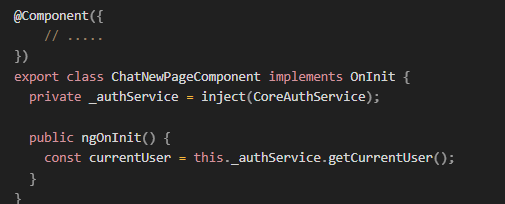 @Component({
    // .....
})
export class ChatNewPageComponent implements OnInit {
  private _authService = inject(CoreAuthService);

  public ngOnInit() {
    const currentUser = this._authService.getCurrentUser();
  }
}